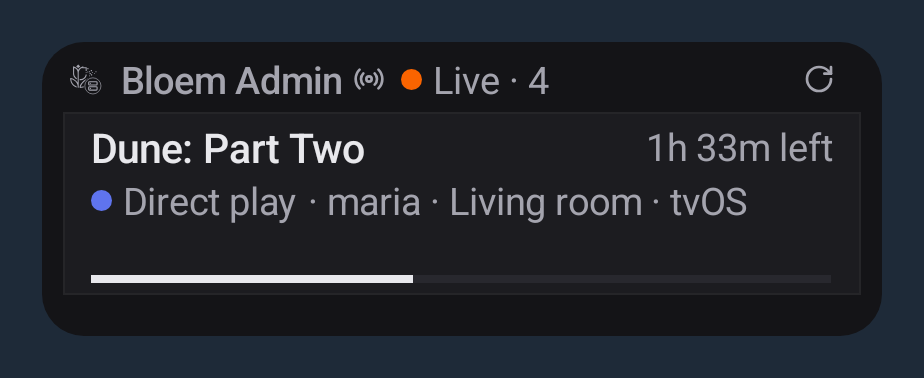 Bloem Admin Live · 4
Dune: Part Two 1h 33m left
Direct play · maria · Living room · tvOS